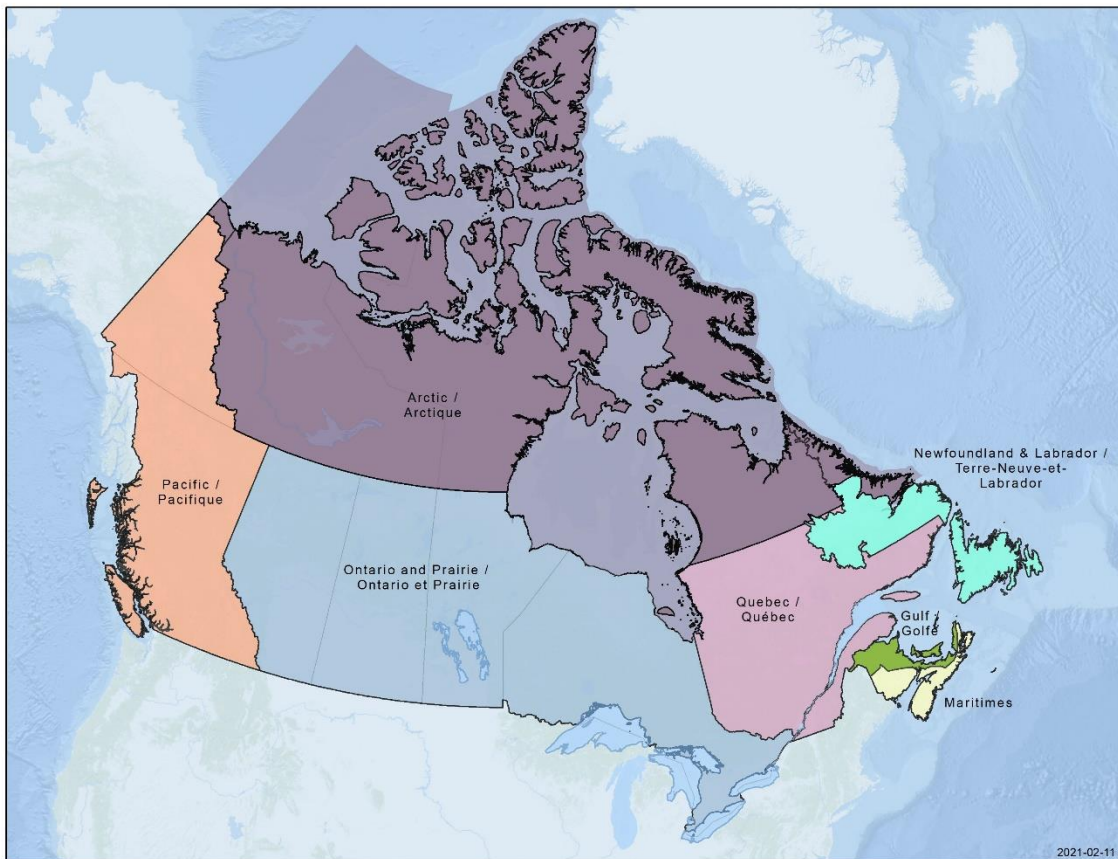 Arctic /
Arctique
Newfoundland & Labrador /
Terre-Neuve-et-
Labrador
Pacific /
Pacifique
Ontario and Prairie /
Ontario et Prairie
Quebec /
Québec
Gulf /
Golfe
Maritimes
2021-02-11